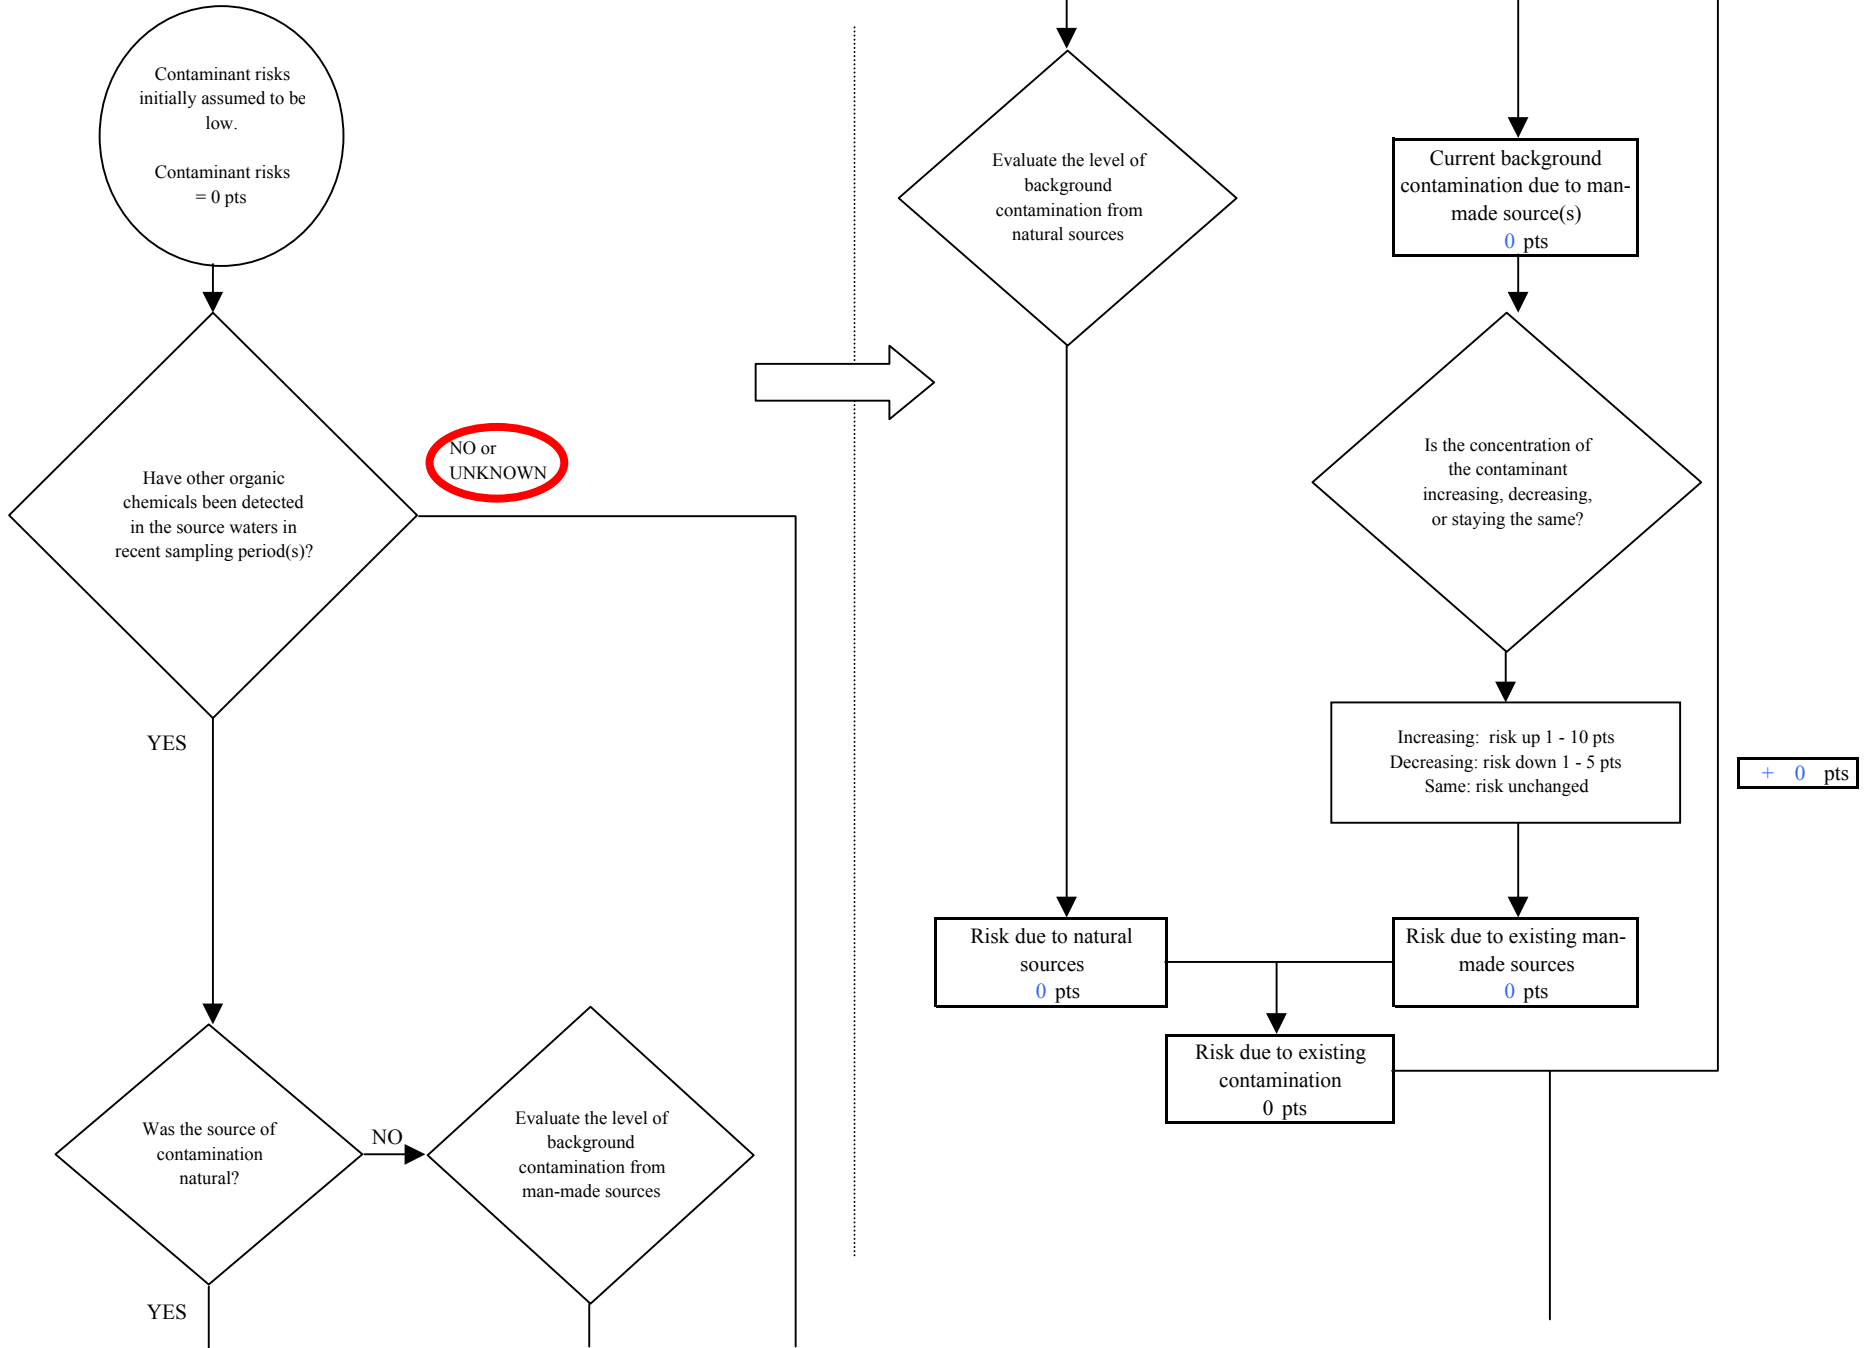 Contaminant risks
initially assumed to be
low.
Contaminant risks
= 0 pts
Have other organic
chemicals been detected
in the source waters in
recent sampling period(s)?
NO or
UNKNOWN
YES
Was the source of
contamination
natural?
NO
Evaluate the level of
background
contamination from
man-made sources
YES
Evaluate the level of
background
contamination from
natural sources
Current background
contamination due to man-
made source(s)
0 pts
Is the concentration of
the contaminant
increasing, decreasing,
or staying the same?
Increasing: risk up 1 - 10 pts
Decreasing: risk down 1 - 5 pts
Same: risk unchanged
+ 0 pts
Risk due to natural
sources
0 pts
Risk due to existing man-
made sources
0 pts
Risk due to existing
contamination
0 pts